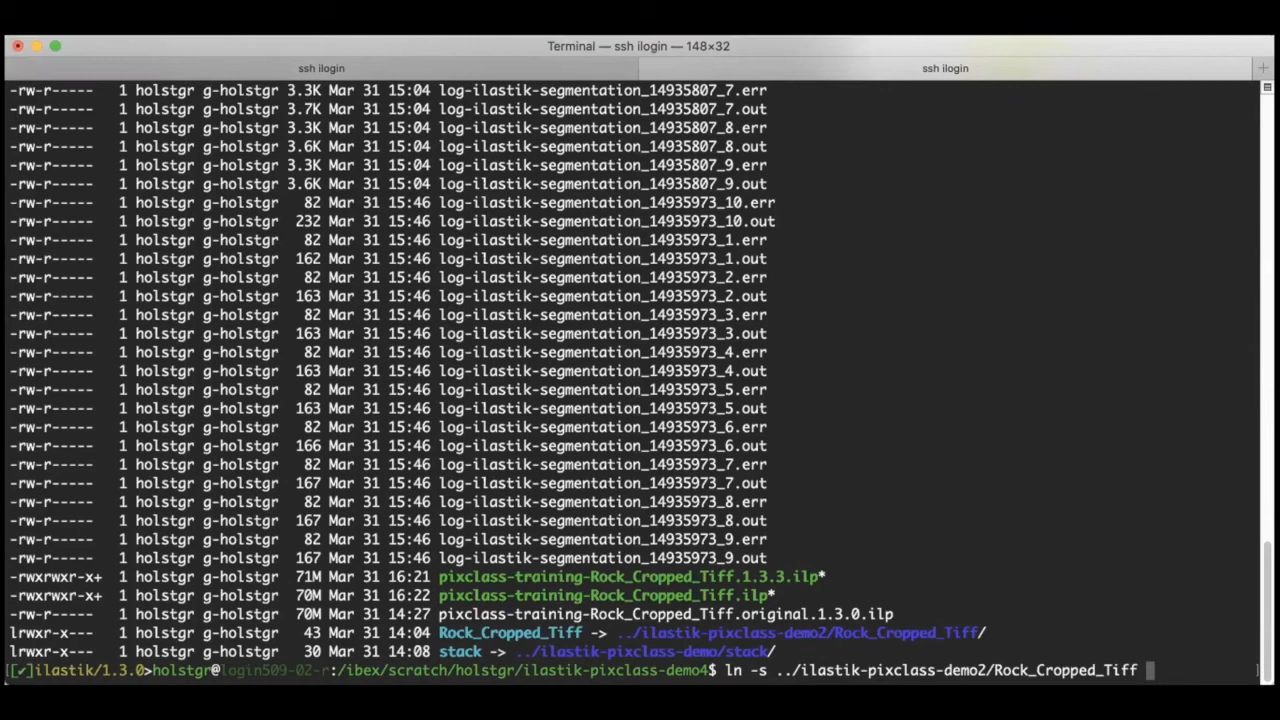 Terminal — ssh ilogin — 148×32
ssh ilogin
ssh ilogin
-rw-r----- 1 holstgr g-holstgr 3.3K Mar 31 15:04 log-ilastik-segmentation_14935807_7.err
-rw-r----- 1 holstgr g-holstgr 3.7K Mar 31 15:04 log-ilastik-segmentation_14935807_7.out
-rw-r----- 1 holstgr g-holstgr 3.3K Mar 31 15:04 log-ilastik-segmentation_14935807_8.err
-rw-r----- 1 holstgr g-holstgr 3.6K Mar 31 15:04 log-ilastik-segmentation_14935807_8.out
-rw-r----- 1 holstgr g-holstgr 3.3K Mar 31 15:04 log-ilastik-segmentation_14935807_9.err
-rw-r----- 1 holstgr g-holstgr 3.6K Mar 31 15:04 log-ilastik-segmentation_14935807_9.out
-rw-r----- 1 holstgr g-holstgr 82 Mar 31 15:46 log-ilastik-segmentation_14935973_10.err
-rw-r----- 1 holstgr g-holstgr 232 Mar 31 15:46 log-ilastik-segmentation_14935973_10.out
-rw-r----- 1 holstgr g-holstgr 82 Mar 31 15:46 log-ilastik-segmentation_14935973_1.err
-rw-r----- 1 holstgr g-holstgr 162 Mar 31 15:46 log-ilastik-segmentation_14935973_1.out
-rw-r----- 1 holstgr g-holstgr 82 Mar 31 15:46 log-ilastik-segmentation_14935973_2.err
-rw-r----- 1 holstgr g-holstgr 163 Mar 31 15:46 log-ilastik-segmentation_14935973_2.out
-rw-r----- 1 holstgr g-holstgr 82 Mar 31 15:46 log-ilastik-segmentation_14935973_3.err
-rw-r----- 1 holstgr g-holstgr 163 Mar 31 15:46 log-ilastik-segmentation_14935973_3.out
-rw-r----- 1 holstgr g-holstgr 82 Mar 31 15:46 log-ilastik-segmentation_14935973_4.err
-rw-r----- 1 holstgr g-holstgr 163 Mar 31 15:46 log-ilastik-segmentation_14935973_4.out
-rw-r----- 1 holstgr g-holstgr 82 Mar 31 15:46 log-ilastik-segmentation_14935973_5.err
-rw-r----- 1 holstgr g-holstgr 163 Mar 31 15:46 log-ilastik-segmentation_14935973_5.out
-rw-r----- 1 holstgr g-holstgr 82 Mar 31 15:46 log-ilastik-segmentation_14935973_6.err
-rw-r----- 1 holstgr g-holstgr 166 Mar 31 15:46 log-ilastik-segmentation_14935973_6.out
-rw-r----- 1 holstgr g-holstgr 82 Mar 31 15:46 log-ilastik-segmentation_14935973_7.err
-rw-r----- 1 holstgr g-holstgr 167 Mar 31 15:46 log-ilastik-segmentation_14935973_7.out
-rw-r----- 1 holstgr g-holstgr 82 Mar 31 15:46 log-ilastik-segmentation_14935973_8.err
-rw-r----- 1 holstgr g-holstgr 167 Mar 31 15:46 log-ilastik-segmentation_14935973_8.out
-rw-r----- 1 holstgr g-holstgr 82 Mar 31 15:46 log-ilastik-segmentation_14935973_9.err
-rw-r----- 1 holstgr g-holstgr 167 Mar 31 15:46 log-ilastik-segmentation_14935973_9.out
-rwxrwxr-x+ 1 holstgr g-holstgr 71M Mar 31 16:21 pixclass-training-Rock_Cropped_Tiff.1.3.3.ilp*
-rwxrwxr-x+ 1 holstgr g-holstgr 70M Mar 31 16:22 pixclass-training-Rock_Cropped_Tiff.ilp*
-rw-r----- 1 holstgr g-holstgr 70M Mar 31 14:27 pixclass-training-Rock_Cropped_Tiff.original.1.3.0.ilp
lrwxr-x--- 1 holstgr g-holstgr 43 Mar 31 14:04 Rock_Cropped_Tiff -> ../ilastik-pixclass-demo2/Rock_Cropped_Tiff/
lrwxr-x--- 1 holstgr g-holstgr 30 Mar 31 14:08 stack -> ../ilastik-pixclass-demo/stack/
[✔]ilastik/1.3.0>holstgr@login509-02-r:/ibex/scratch/holstgr/ilastik-pixclass-demo4$ ln -s ../ilastik-pixclass-demo2/Rock_Cropped_Tiff